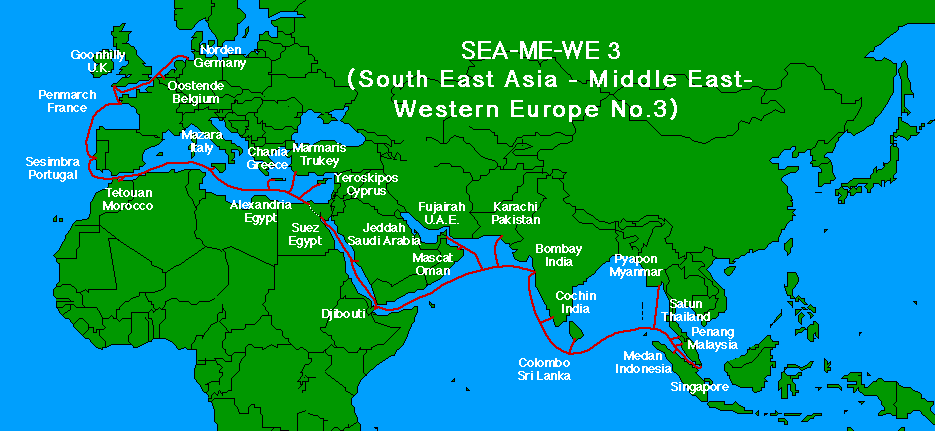 SEA-ME-WE 3
(South East Asia - Middle East-
Western Europe No.3)
Goonhilly
U.K.
Norden
Germany
Penmarch
France
Oostende
Belgium
Mazara
Italy
Chania
Greece
Marmaris
Trukey
Sesimbra
Portugal
Tetouan
Morocco
Yeroskipos
Cyprus
Alexandria
Egypt
Suez
Egypt
Jeddah
Saudi Arabia
Fujairah
U.A.E.
Karachi
Pakistan
Mascat
Oman
Bombay
India
Pyapon
Myanmar
Djibouti
Cochin
India
Satun
Thailand
Penang
Malaysia
Colombo
Sri Lanka
Medan
Indonesia
Singapore